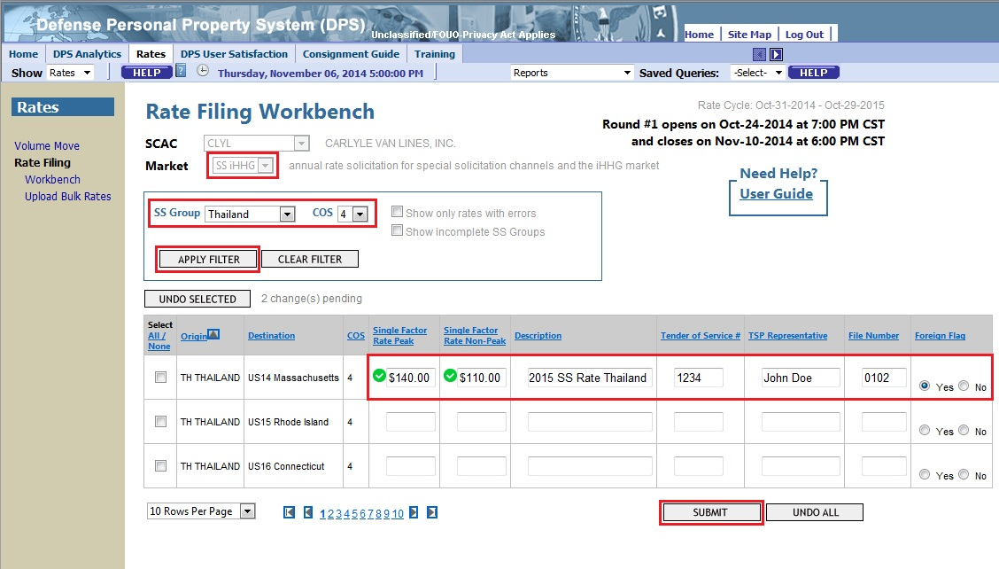 Defense Personal Property System (DPS)
Unclassified/FOUO-Privacy Act Applies
Home | Site Map | Log Out |
Home DPS Analytics Rates DPS User Satisfaction Consignment Guide Training
Show Rates HELP ? Thursday, November 06, 2014 5:00:00 PM Reports Saved Queries: -Select- HELP
Rates
Volume Move
Rate Filing
Workbench
Upload Bulk Rates
Rate Filing Workbench
Rate Cycle: Oct-31-2014 - Oct-29-2015
Round #1 opens on Oct-24-2014 at 7:00 PM CST
and closes on Nov-10-2014 at 6:00 PM CST
SCAC CLYL CARLYLE VAN LINES, INC.
Market SS iHHG annual rate solicitation for special solicitation channels and the iHHG market
Need Help?
User Guide
SS Group Thailand COS 4 Show only rates with errors
Show incomplete SS Groups
APPLY FILTER CLEAR FILTER
UNDO SELECTED 2 change(s) pending
Select All / None Origin Destination COS Single Factor Rate Peak Single Factor Rate Non-Peak Description Tender of Service # TSP Representative File Number Foreign Flag
TH THAILAND US14 Massachusetts 4 $140.00 $110.00 2015 SS Rate Thailand 1234 John Doe 0102 Yes No
TH THAILAND US15 Rhode Island 4 Yes No
TH THAILAND US16 Connecticut 4 Yes No
10 Rows Per Page 1 2 3 4 5 6 7 8 9 10 SUBMIT UNDO ALL